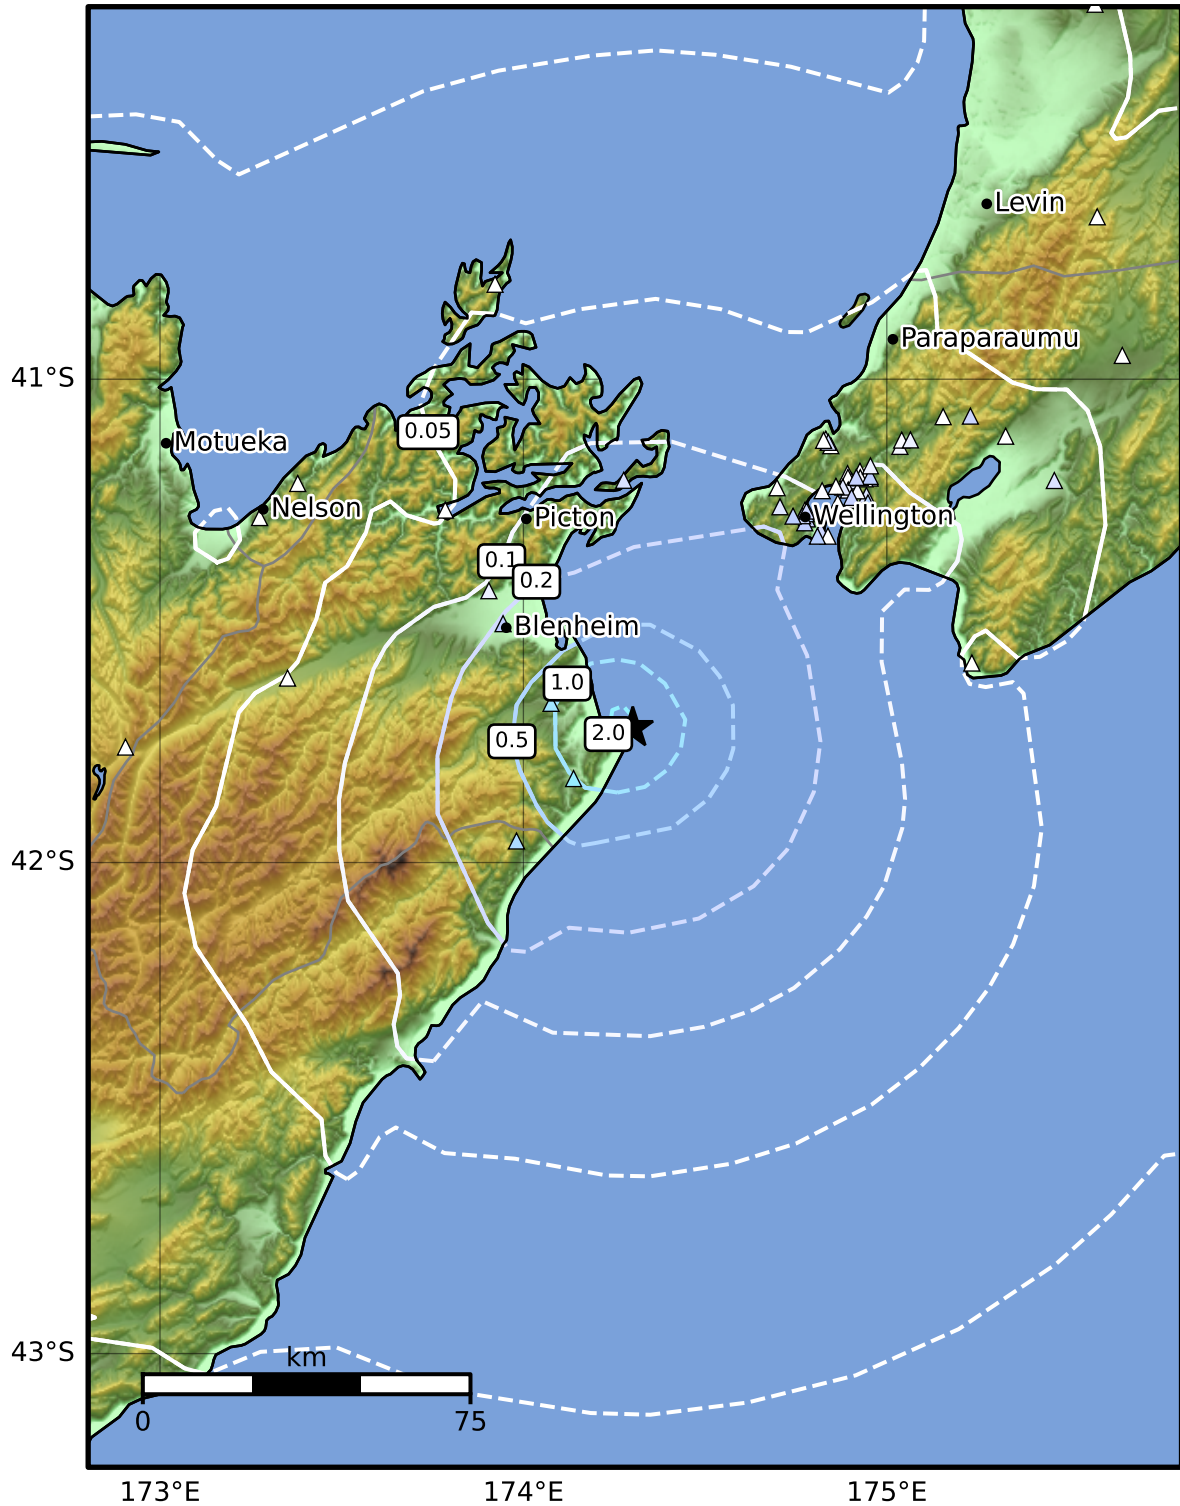 Levin
Paraparaumu
41°S
0.05
Motueka
Nelson
Picton
Wellington
0.1
0.2
Blenheim
1.0
2.0
0.5
42°S
43°S
km
0
75
173°E
174°E
175°E